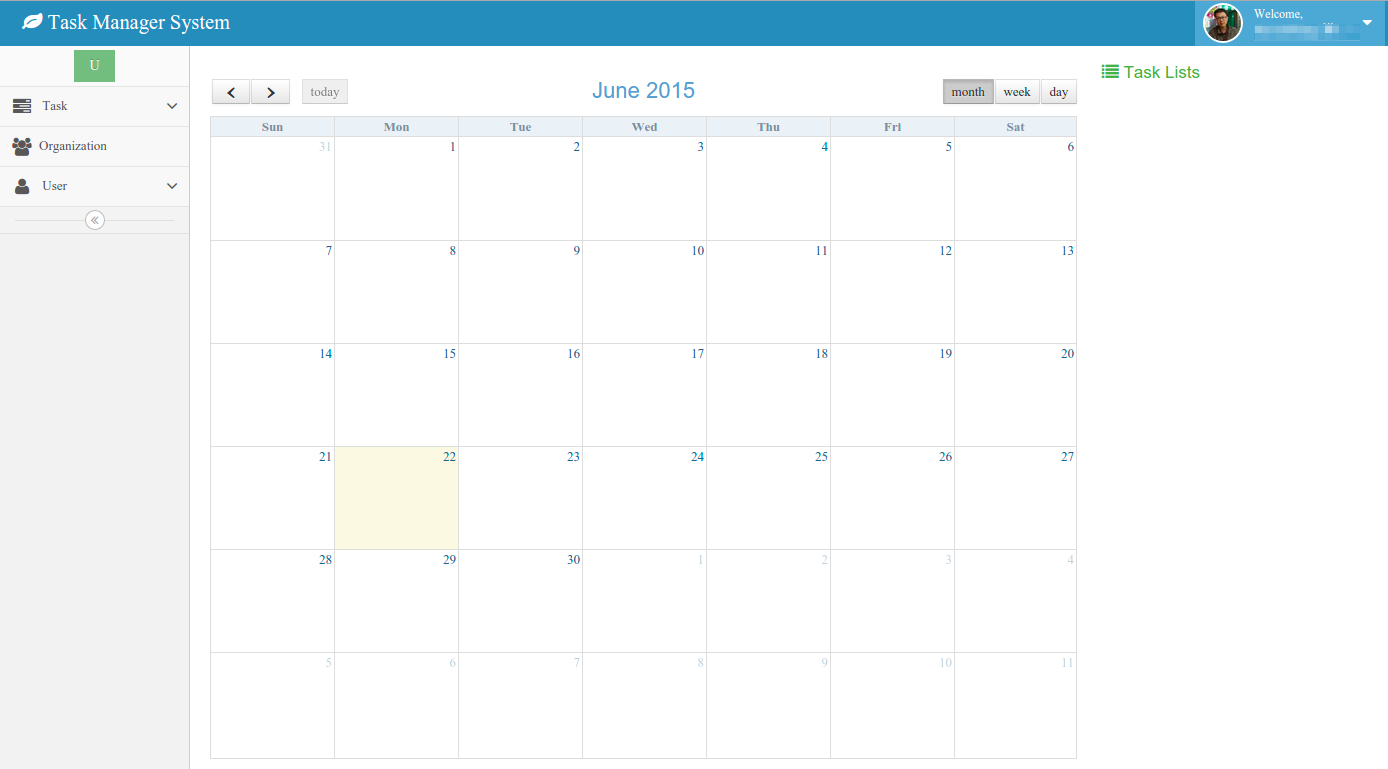 Task Manager System
Welcome,
U
Task
Organization
User
today
June 2015
month week day
Task Lists
Sun Mon Tue Wed Thu Fri Sat
31 1 2 3 4 5 6
7 8 9 10 11 12 13
14 15 16 17 18 19 20
21 22 23 24 25 26 27
28 29 30 1 2 3 4
5 6 7 8 9 10 11